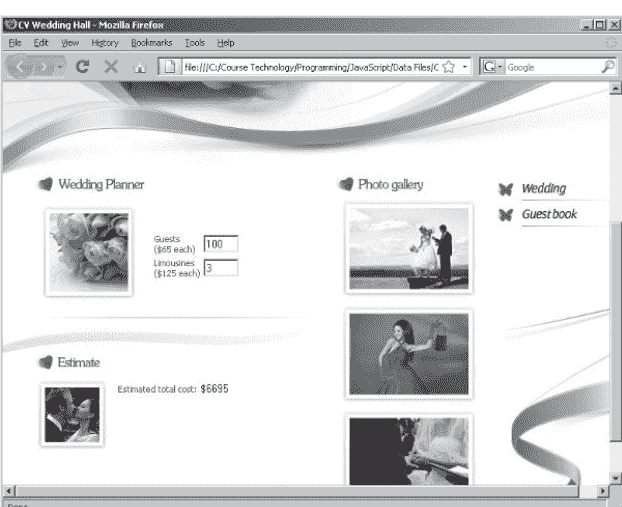 CV Wedding Hall - Mozilla Firefox
File Edit View History Bookmarks Tools Help
file:///C:/Course Technology/Programming/JavaScript/Data Files/C
G Google
Wedding Planner
Guests
($65 each) 100
Limousines
($125 each) 3
Estimate
Estimated total cost: $6695
Photo gallery
Wedding
Guest book